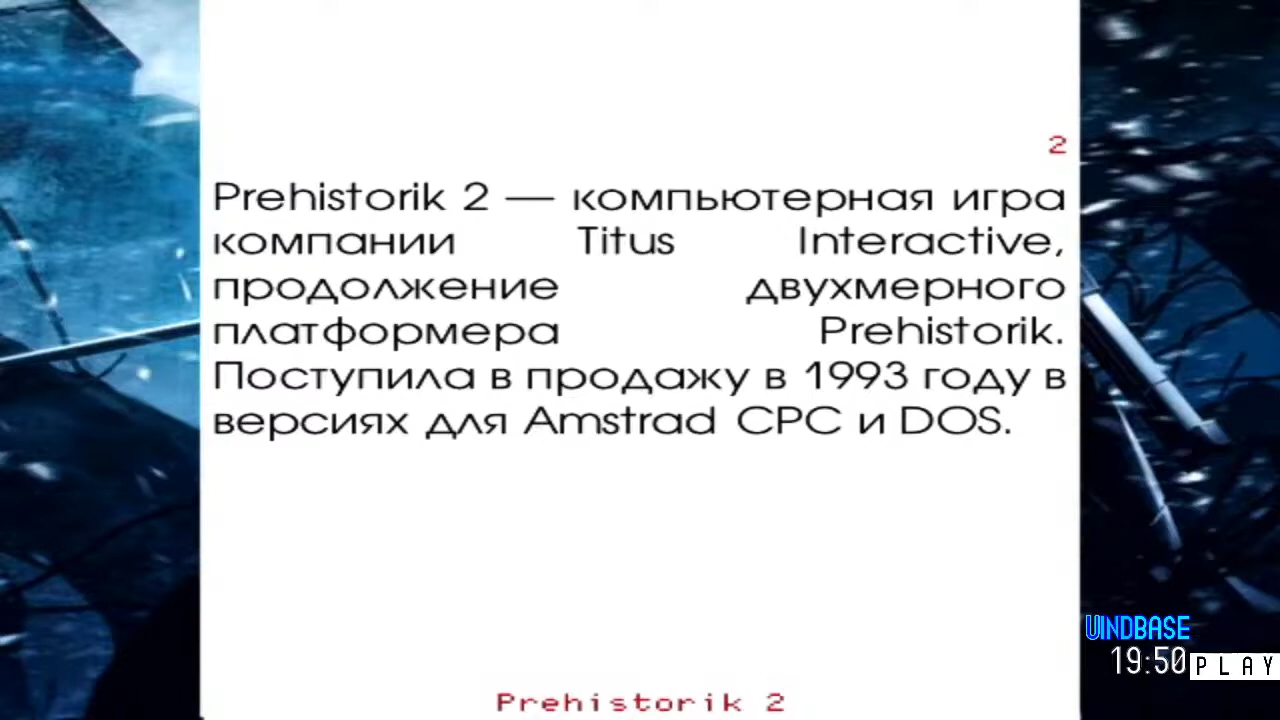 2
Prehistorik 2 — компьютерная игра
компании Titus Interactive,
продолжение двухмерного
платформера Prehistorik.
Поступила в продажу в 1993 году в
версиях для Amstrad CPC и DOS.
UINDBASE
19:50 PLAY
Prehistorik 2